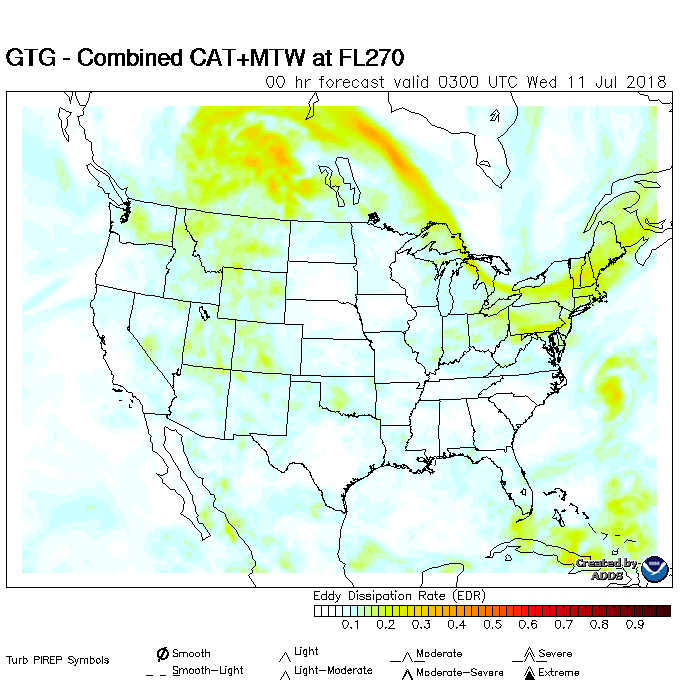 GTG - Combined CAT+MTW at FL270
00 hr forecast valid 0300 UTC Wed 11 Jul 2018
Created by
ADDS
Eddy Dissipation Rate (EDR)
0.1 0.2 0.3 0.4 0.5 0.6 0.7 0.8 0.9
Turb PIREP Symbols
Smooth
Light
Moderate
Severe
Smooth-Light
Light-Moderate
Moderate-Severe
Extreme